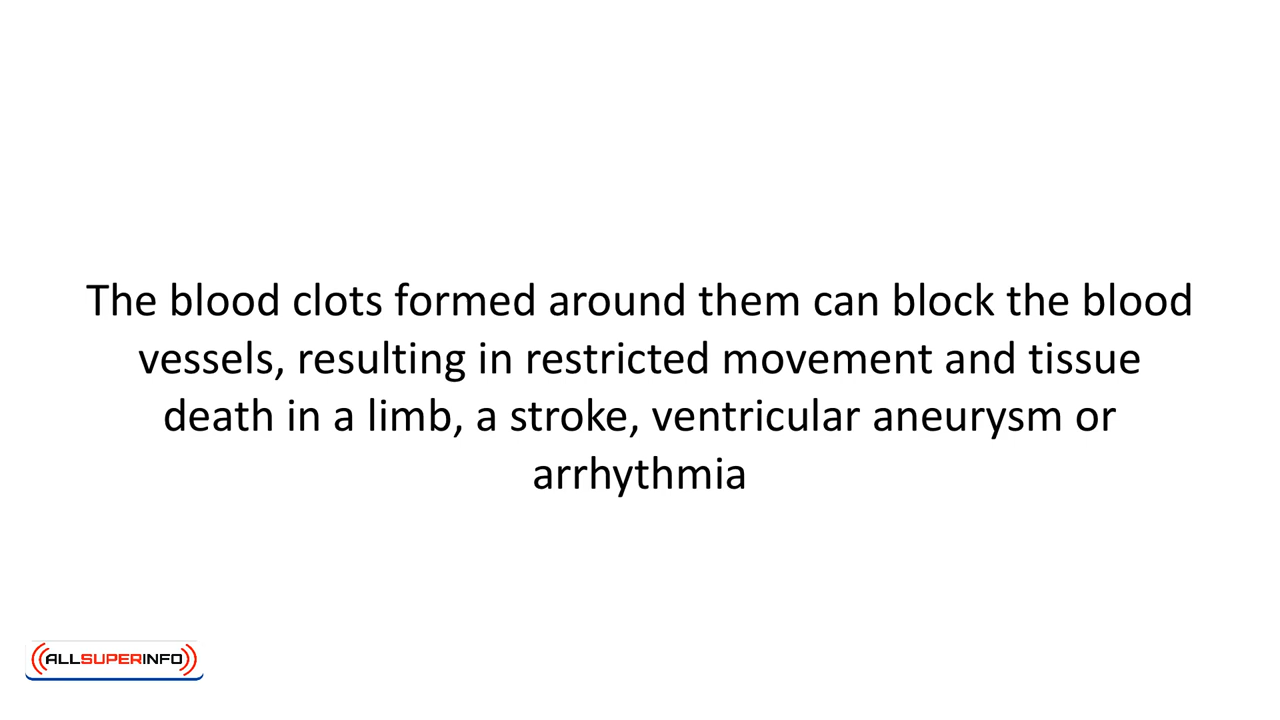 The blood clots formed around them can block the blood
vessels, resulting in restricted movement and tissue
death in a limb, a stroke, ventricular aneurysm or
arrhythmia
ALLSUPERINFO